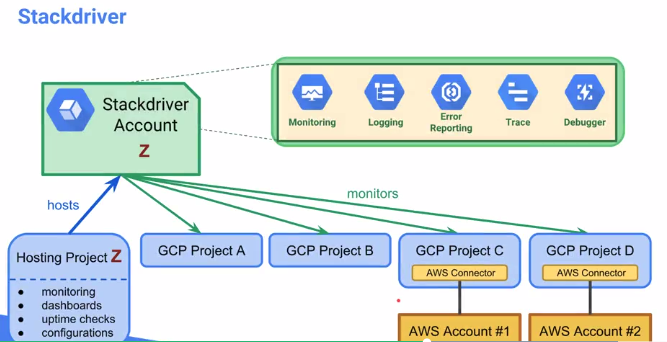 Stackdriver
Stackdriver
Account
Z
Monitoring
Logging
Error
Reporting
Trace
Debugger
hosts
monitors
Hosting Project Z
• monitoring
• dashboards
• uptime checks
• configurations
GCP Project A
GCP Project B
GCP Project C
AWS Connector
GCP Project D
AWS Connector
AWS Account #1
AWS Account #2